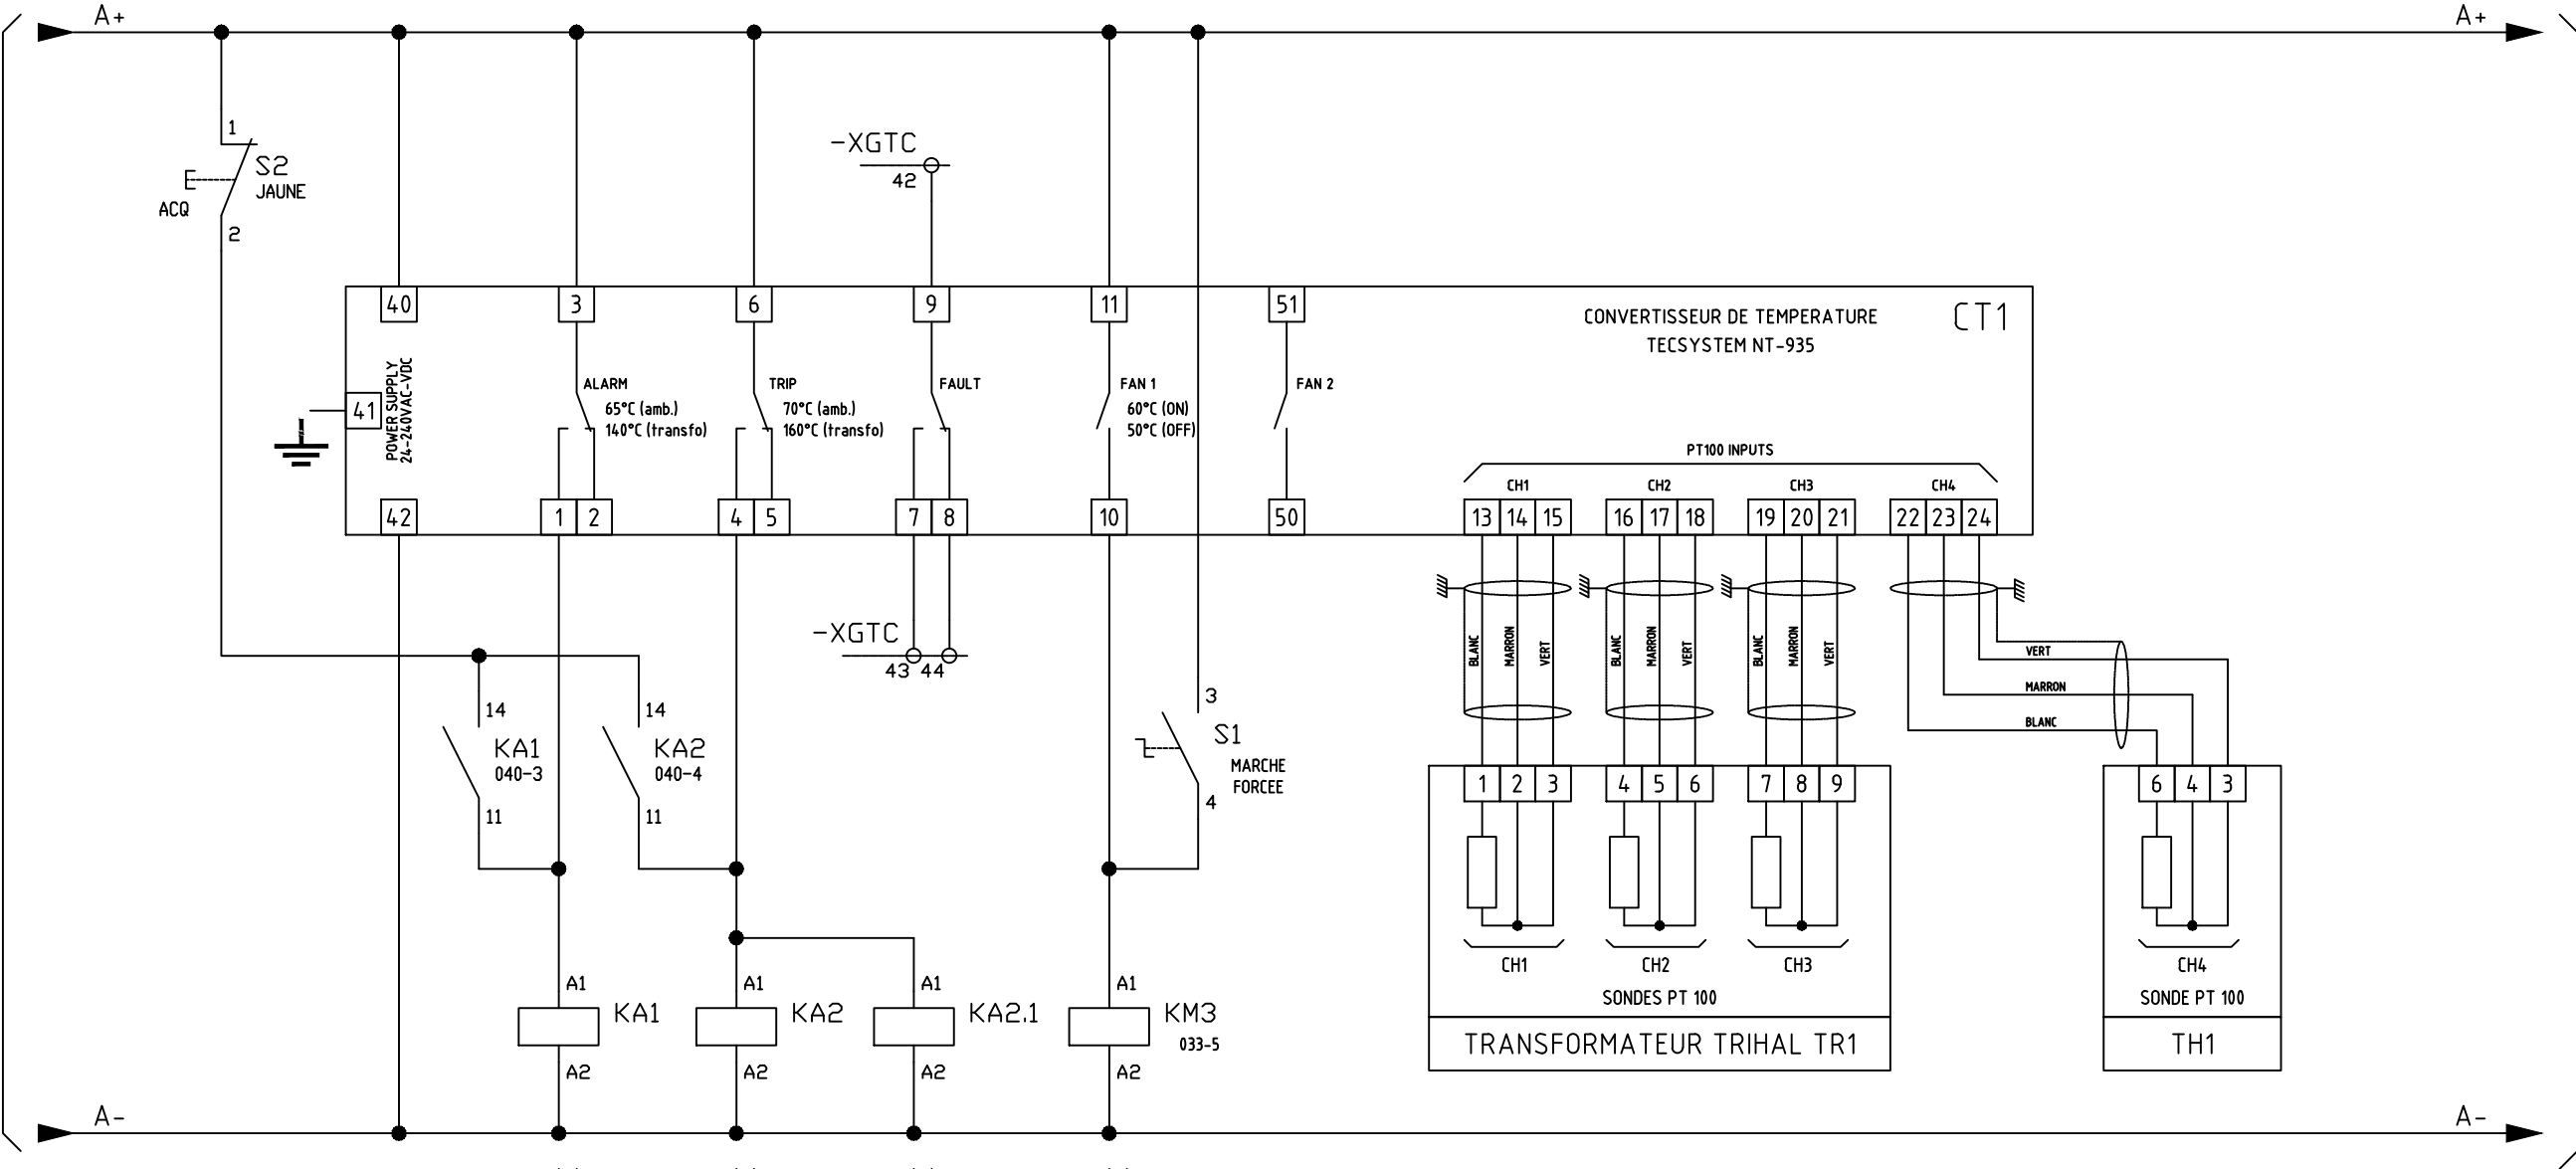 A+ A+
1
S2
JAUNE
ACQ
2
-XGTC
42
40 3 6 9 11 51
CONVERTISSEUR DE TEMPERATURE
TECSYSTEM NT-935
CT1
41
POWER SUPPLY
24-240VAC-VDC
ALARM
65°C (amb.)
140°C (transfo)
TRIP
70°C (amb.)
160°C (transfo)
FAULT
FAN 1
60°C (ON)
50°C (OFF)
FAN 2
PT100 INPUTS
CH1 CH2 CH3 CH4
42 1 2 4 5 7 8 10 50 13 14 15 16 17 18 19 20 21 22 23 24
-XGTC
43 44
BLANC MARRON VERT BLANC MARRON VERT BLANC MARRON VERT
VERT
MARRON
BLANC
14
KA1
040-3
11
14
KA2
040-4
11
3
S1
MARCHE
FORCEE
4
1 2 3 4 5 6 7 8 9 6 4 3
CH1 CH2 CH3 CH4
SONDES PT 100
SONDE PT 100
TRANSFORMATEUR TRIHAL TR1
TH1
A1 A1 A1 A1
KA1 KA2 KA2.1 KM3
033-5
A2 A2 A2 A2
A- A-